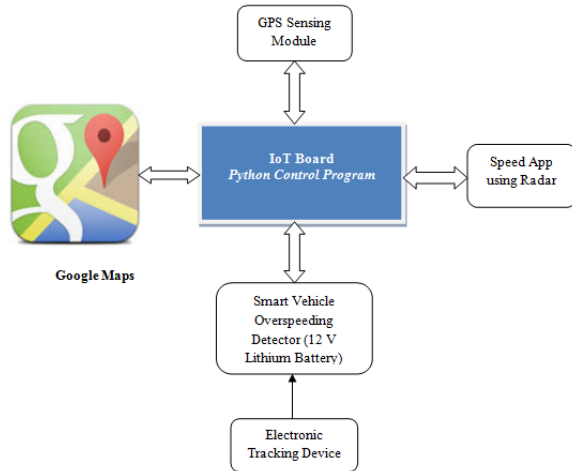 GPS Sensing
Module
IoT Board
Python Control Program
Speed App
using Radar
g
Google Maps
Smart Vehicle
Overspeeding
Detector (12 V
Lithium Battery)
Electronic
Tracking Device